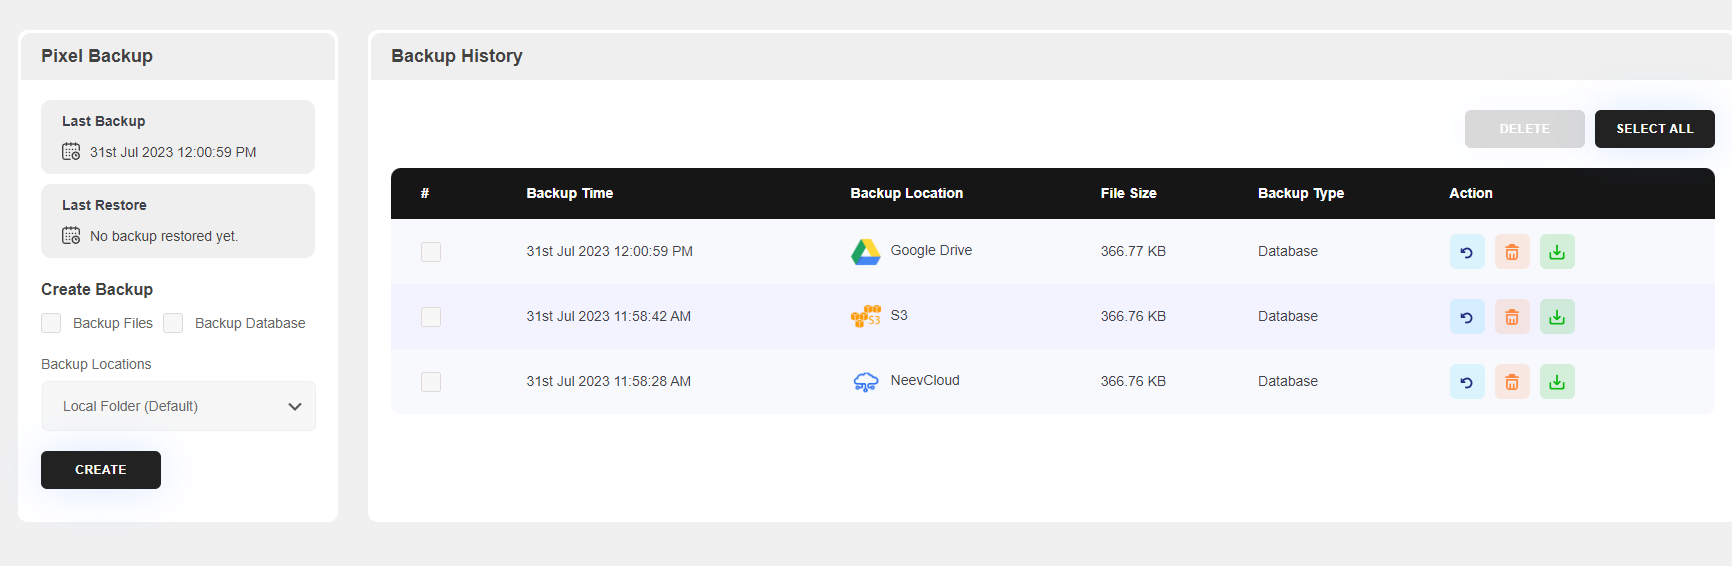 Pixel Backup
Last Backup
31st Jul 2023 12:00:59 PM
Last Restore
No backup restored yet.
Create Backup
Backup Files Backup Database
Backup Locations
Local Folder (Default)
CREATE
Backup History
DELETE SELECT ALL
# Backup Time Backup Location File Size Backup Type Action
31st Jul 2023 12:00:59 PM Google Drive 366.77 KB Database
31st Jul 2023 11:58:42 AM S3 S3 366.76 KB Database
31st Jul 2023 11:58:28 AM NeevCloud 366.76 KB Database